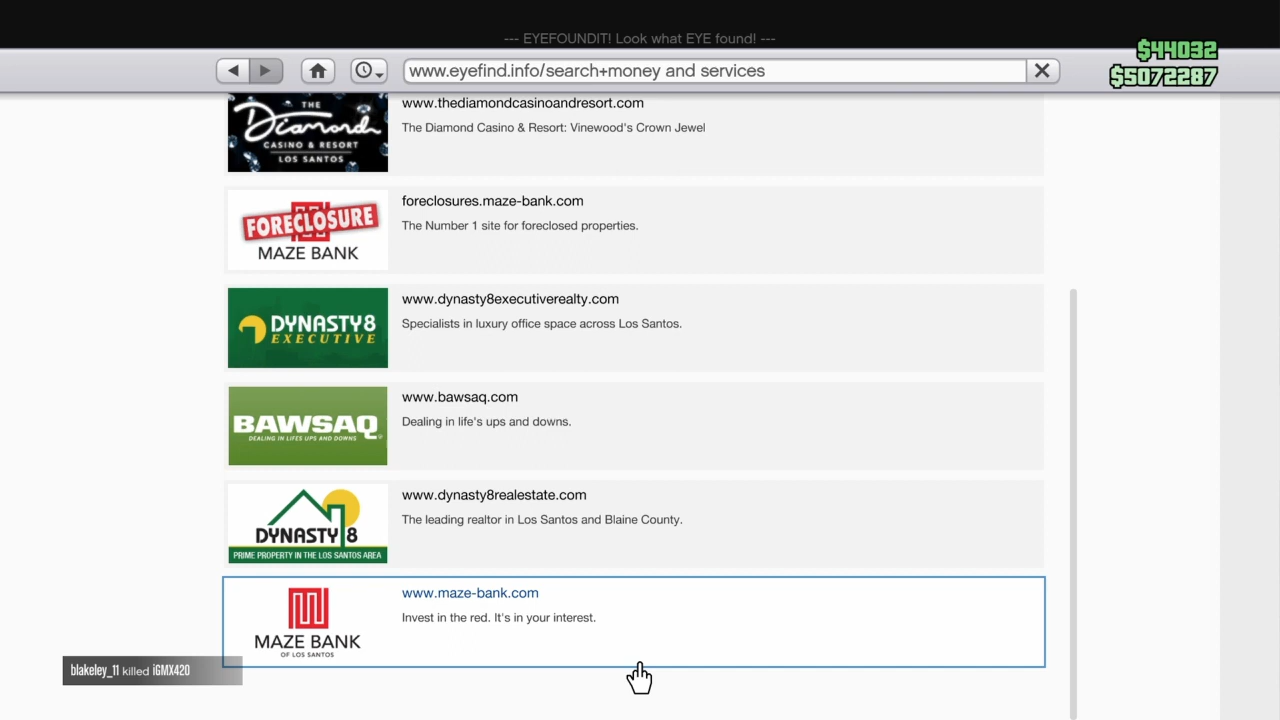 --- EYEFOUNDIT! Look what EYE found! ---
$44032
www.eyefind.info/search+money and services
$5072287
THE
Diamond
CASINO & RESORT
LOS SANTOS
www.thediamondcasinoandresort.com
The Diamond Casino & Resort: Vinewood's Crown Jewel
FORECLOSURE
MAZE BANK
foreclosures.maze-bank.com
The Number 1 site for foreclosed properties.
DYNASTY8
EXECUTIVE
www.dynasty8executiverealty.com
Specialists in luxury office space across Los Santos.
BAWSAQ
DEALING IN LIFES UPS AND DOWNS
www.bawsaq.com
Dealing in life's ups and downs.
DYNASTY 8
PRIME PROPERTY IN THE LOS SANTOS AREA
www.dynasty8realestate.com
The leading realtor in Los Santos and Blaine County.
MAZE BANK
OF LOS SANTOS
www.maze-bank.com
Invest in the red. It's in your interest.
blakeley_11 killed iGMX420